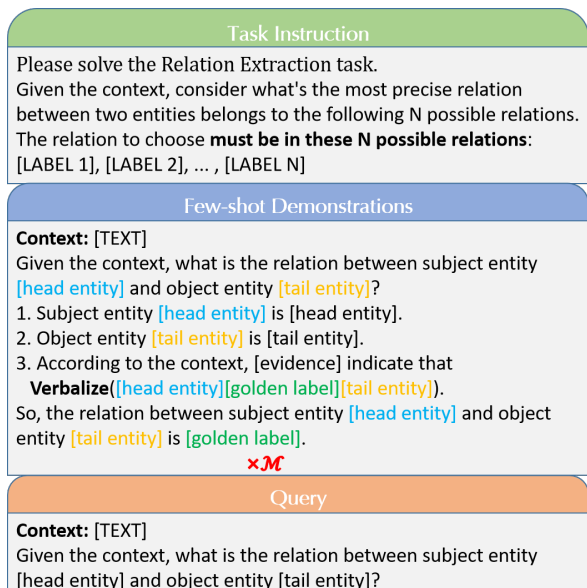 Task Instruction
Please solve the Relation Extraction task.
Given the context, consider what's the most precise relation
between two entities belongs to the following N possible relations.
The relation to choose must be in these N possible relations:
[LABEL 1], [LABEL 2], ... , [LABEL N]
Few-shot Demonstrations
Context: [TEXT]
Given the context, what is the relation between subject entity
[head entity] and object entity [tail entity]?
1. Subject entity [head entity] is [head entity].
2. Object entity [tail entity] is [tail entity].
3. According to the context, [evidence] indicate that
Verbalize([head entity][golden label][tail entity]).
So, the relation between subject entity [head entity] and object
entity [tail entity] is [golden label].
×ℳ
Query
Context: [TEXT]
Given the context, what is the relation between subject entity
[head entity] and object entity [tail entity]?